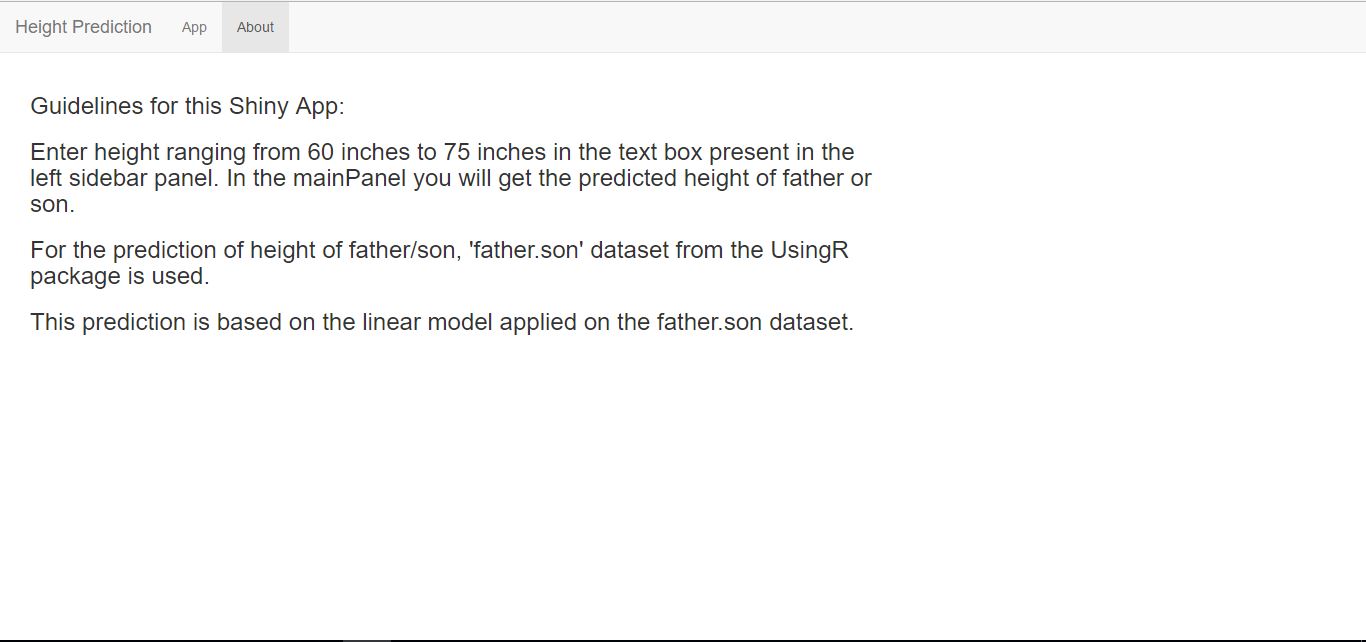 Height Prediction App About
Guidelines for this Shiny App:
Enter height ranging from 60 inches to 75 inches in the text box present in the
left sidebar panel. In the mainPanel you will get the predicted height of father or
son.
For the prediction of height of father/son, 'father.son' dataset from the UsingR
package is used.
This prediction is based on the linear model applied on the father.son dataset.